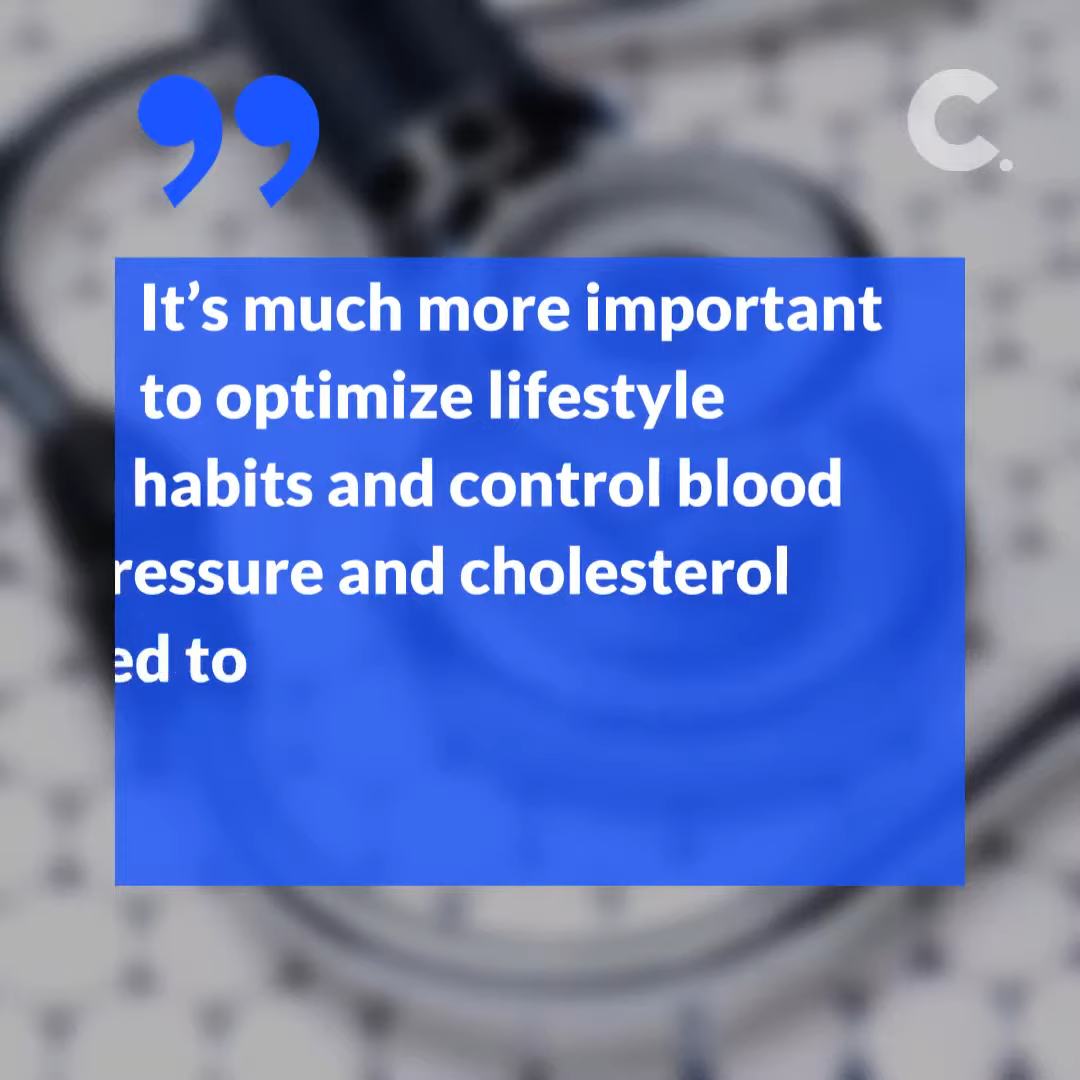 ”
C.
It’s much more important
to optimize lifestyle
habits and control blood
ressure and cholesterol
ed to